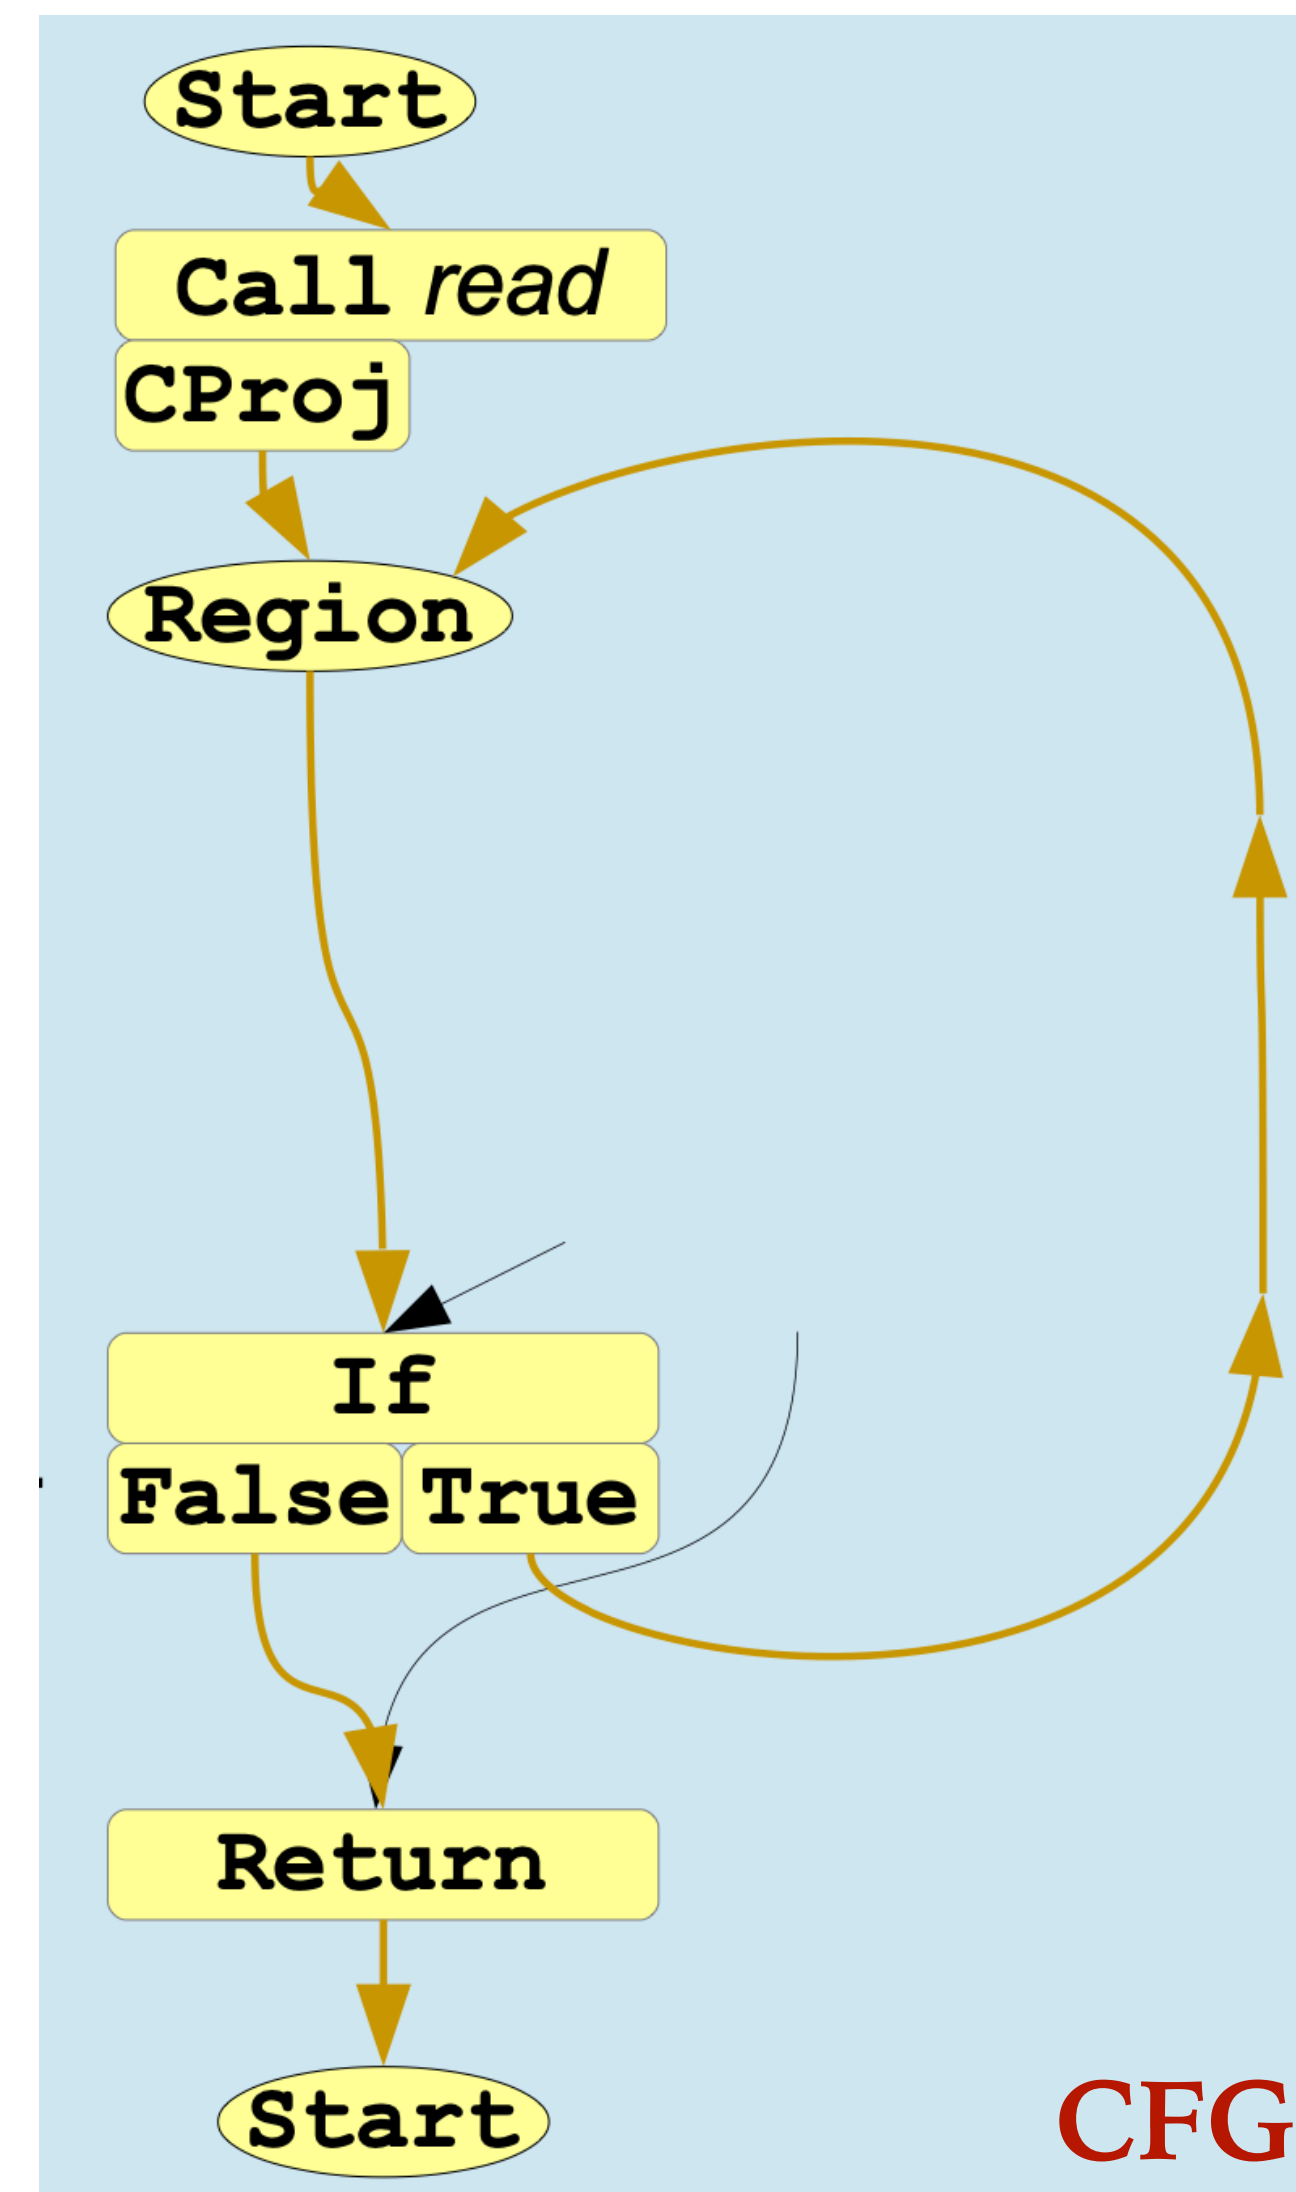 Start
Call read
CProj
Region
If
False True
Return
Start
CFG